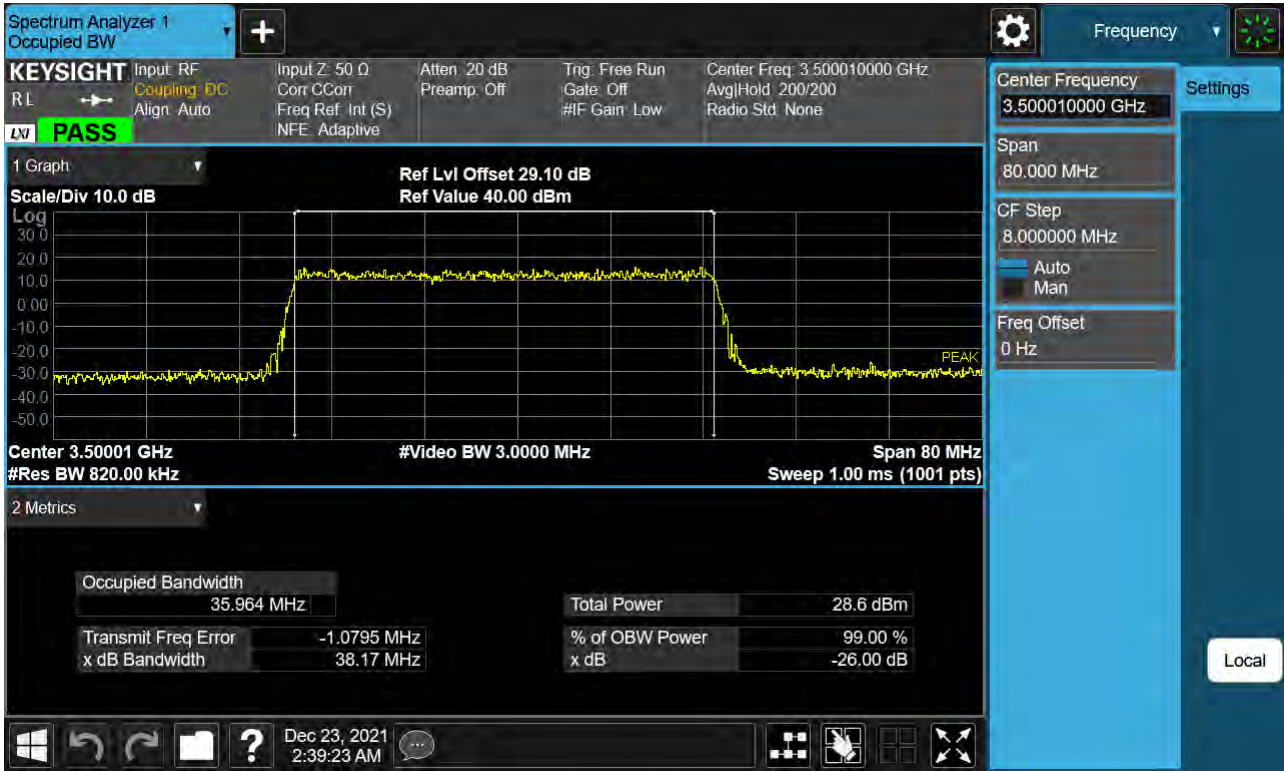 Spectrum Analyzer 1
Occupied BW
Frequency
KEYSIGHT
R L
LXI
PASS
Input: RF
Coupling: DC
Align: Auto
Input Z: 50 Ω
Corr CCorr
Freq Ref: Int (S)
NFE: Adaptive
Atten: 20 dB
Preamp: Off
Trig: Free Run
Gate: Off
#IF Gain: Low
Center Freq: 3.500010000 GHz
Avg|Hold: 200/200
Radio Std: None
Center Frequency
3.500010000 GHz
Settings
Span
80.000 MHz
CF Step
8.000000 MHz
Auto
Man
Freq Offset
0 Hz
Local
1 Graph
Scale/Div 10.0 dB
Ref Lvl Offset 29.10 dB
Ref Value 40.00 dBm
Log
30.0
20.0
10.0
0.00
-10.0
-20.0
-30.0
-40.0
-50.0
PEAK
Center 3.50001 GHz
#Video BW 3.0000 MHz
Span 80 MHz
#Res BW 820.00 kHz
Sweep 1.00 ms (1001 pts)
2 Metrics
Occupied Bandwidth
35.964 MHz
Total Power 28.6 dBm
Transmit Freq Error -1.0795 MHz
% of OBW Power 99.00 %
x dB Bandwidth 38.17 MHz
x dB -26.00 dB
?
Dec 23, 2021
2:39:23 AM